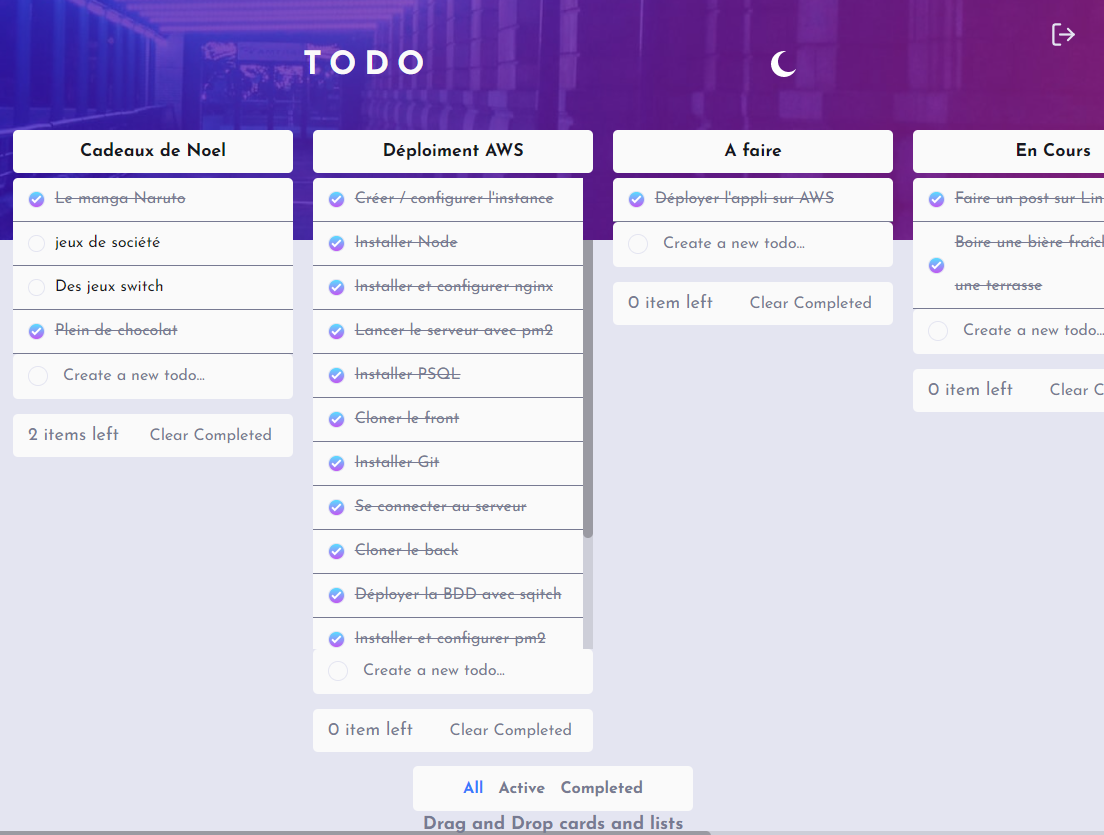 TODO
Cadeaux de Noel
Le manga Naruto
jeux de société
Des jeux switch
Plein de chocolat
Create a new todo...
2 items left Clear Completed
Déploiment AWS
Créer / configurer l'instance
Installer Node
Installer et configurer nginx
Lancer le serveur avec pm2
Installer PSQL
Cloner le front
Installer Git
Se connecter au serveur
Cloner le back
Déployer la BDD avec sqitch
Installer et configurer pm2
Create a new todo...
0 item left Clear Completed
A faire
Déployer l'appli sur AWS
Create a new todo...
0 item left Clear Completed
En Cours
Faire un post sur Lin
Boire une bière fraîc
une terrasse
Create a new todo...
0 item left Clear C
All Active Completed
Drag and Drop cards and lists